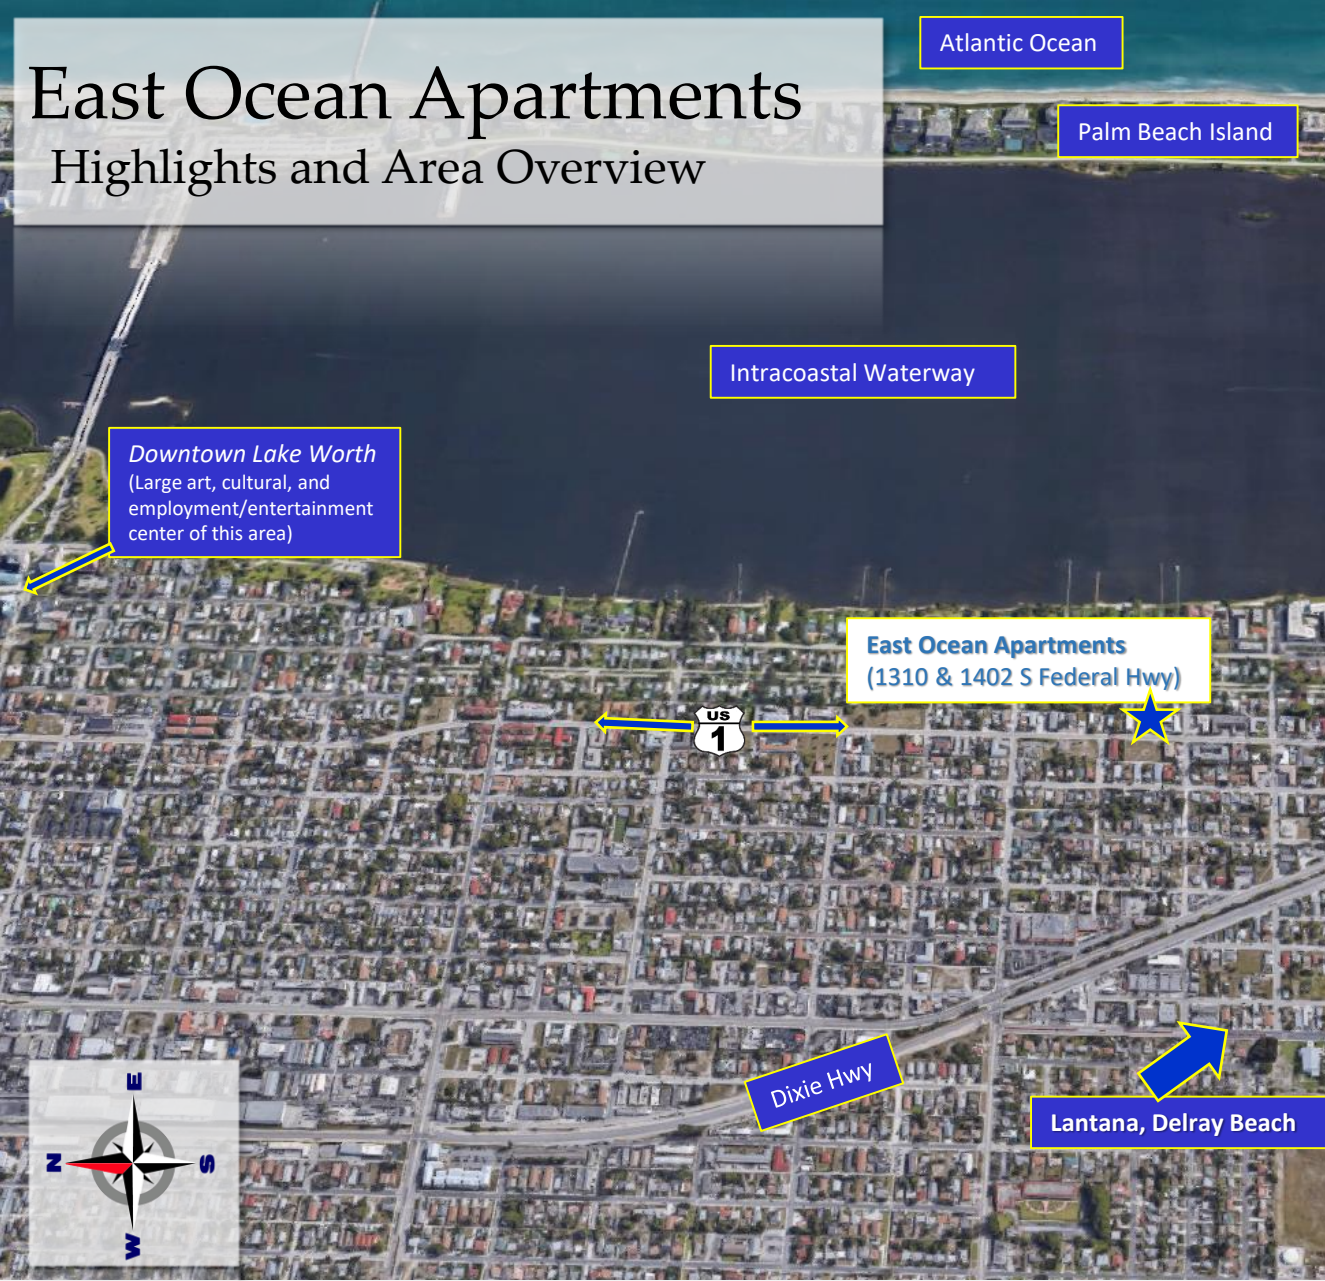 East Ocean Apartments
Highlights and Area Overview
Atlantic Ocean
Palm Beach Island
Intracoastal Waterway
Downtown Lake Worth
(Large art, cultural, and
employment/entertainment
center of this area)
East Ocean Apartments
(1310 & 1402 S Federal Hwy)
US
1
Dixie Hwy
Lantana, Delray Beach
E
N
S
W